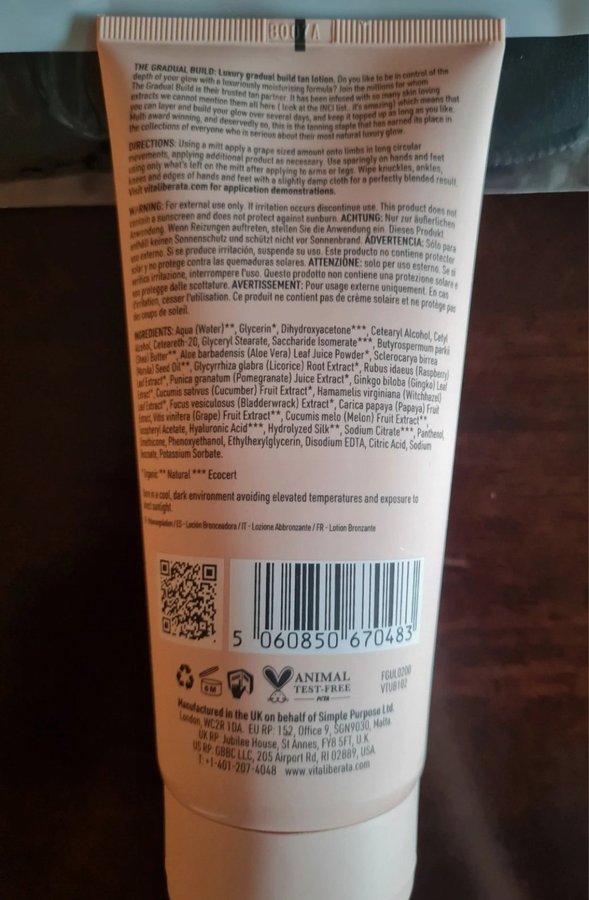 8007A
THE GRADUAL BUILD: Luxury gradual build tan lotion. Do you like to be in control of the
depth of your glow with a luxuriously moisturising formula? Join the millions for whom
The Gradual Build is their trusted tan partner. It has been infused with so many skin loving
extracts we cannot mention them all here ( look at the INCI list.. it's amazing) which means that
you can layer and build your glow over several days, and keep it topped up as long as you like.
Multi award winning, and deservedly so, this is the tanning staple that has earned its place in
the collections of everyone who is serious about their most natural luxury glow.
DIRECTIONS: Using a mitt apply a grape sized amount onto limbs in long circular
movements, applying additional product as necessary. Use sparingly on hands and feet
using only what's left on the mitt after applying to arms or legs. Wipe knuckles, ankles,
knees and edges of hands and feet with a slightly damp cloth for a perfectly blended result.
Visit vitaliberata.com for application demonstrations.
WARNING: For external use only. If irritation occurs discontinue use. This product does not
contain a sunscreen and does not protect against sunburn. ACHTUNG: Nur zur äußerlichen
Anwendung. Wenn Reizungen auftreten, stellen Sie die Anwendung ein. Dieses Produkt
enthält keinen Sonnenschutz und schützt nicht vor Sonnenbrand. ADVERTENCIA: Sólo para
uso externo. Si se produce irritación, suspenda su uso. Este producto no contiene protector
solar y no protege contra las quemaduras solares. ATTENZIONE: solo per uso esterno. Se si
verifica irritazione, interrompere l'uso. Questo prodotto non contiene una protezione solare e
non protegge dalle scottature. AVERTISSEMENT: Pour usage externe uniquement. En cas
d'irritation, cesser l'utilisation. Ce produit ne contient pas de crème solaire et ne protège pas
des coups de soleil.
INGREDIENTS: Aqua (Water)**, Glycerin*, Dihydroxyacetone***, Cetearyl Alcohol, Cetyl
Alcohol, Ceteareth-20, Glyceryl Stearate, Saccharide Isomerate***, Butyrospermum parkii
(Shea) Butter**, Aloe barbadensis (Aloe Vera) Leaf Juice Powder*, Sclerocarya birrea
(Marula) Seed Oil**, Glycyrrhiza glabra (Licorice) Root Extract*, Rubus idaeus (Raspberry)
Leaf Extract*, Punica granatum (Pomegranate) Juice Extract*, Ginkgo biloba (Gingko) Leaf
Extract*, Cucumis sativus (Cucumber) Fruit Extract*, Hamamelis virginiana (Witchhazel)
Leaf Extract*, Fucus vesiculosus (Bladderwrack) Extract*, Carica papaya (Papaya) Fruit
Extract, Vitis vinifera (Grape) Fruit Extract**, Cucumis melo (Melon) Fruit Extract**,
Tocopheryl Acetate, Hyaluronic Acid***, Hydrolyzed Silk**, Sodium Citrate***, Panthenol,
Dimethicone, Phenoxyethanol, Ethylhexylglycerin, Disodium EDTA, Citric Acid, Sodium
Benzoate, Potassium Sorbate.
*Organic ** Natural *** Ecocert
Store in a cool, dark environment avoiding elevated temperatures and exposure to
direct sunlight.
/ ES - Loción Bronceadora / IT - Lozione Abbronzante / FR - Lotion Bronzante
5 060850 670483
6M
ANIMAL
TEST-FREE
PETA
FGUL0200
VTUB102
Manufactured in the UK on behalf of Simple Purpose Ltd.
London, WC2R 1DA. EU RP: 152, Office 9, SGN9030, Malta.
UK RP: Jubilee House, St Annes, FY8 5FT, U.K
US RP: GBBC LLC, 205 Airport Rd, RI 02889, USA
T: +1-401-207-4048 www.vitaliberata.com